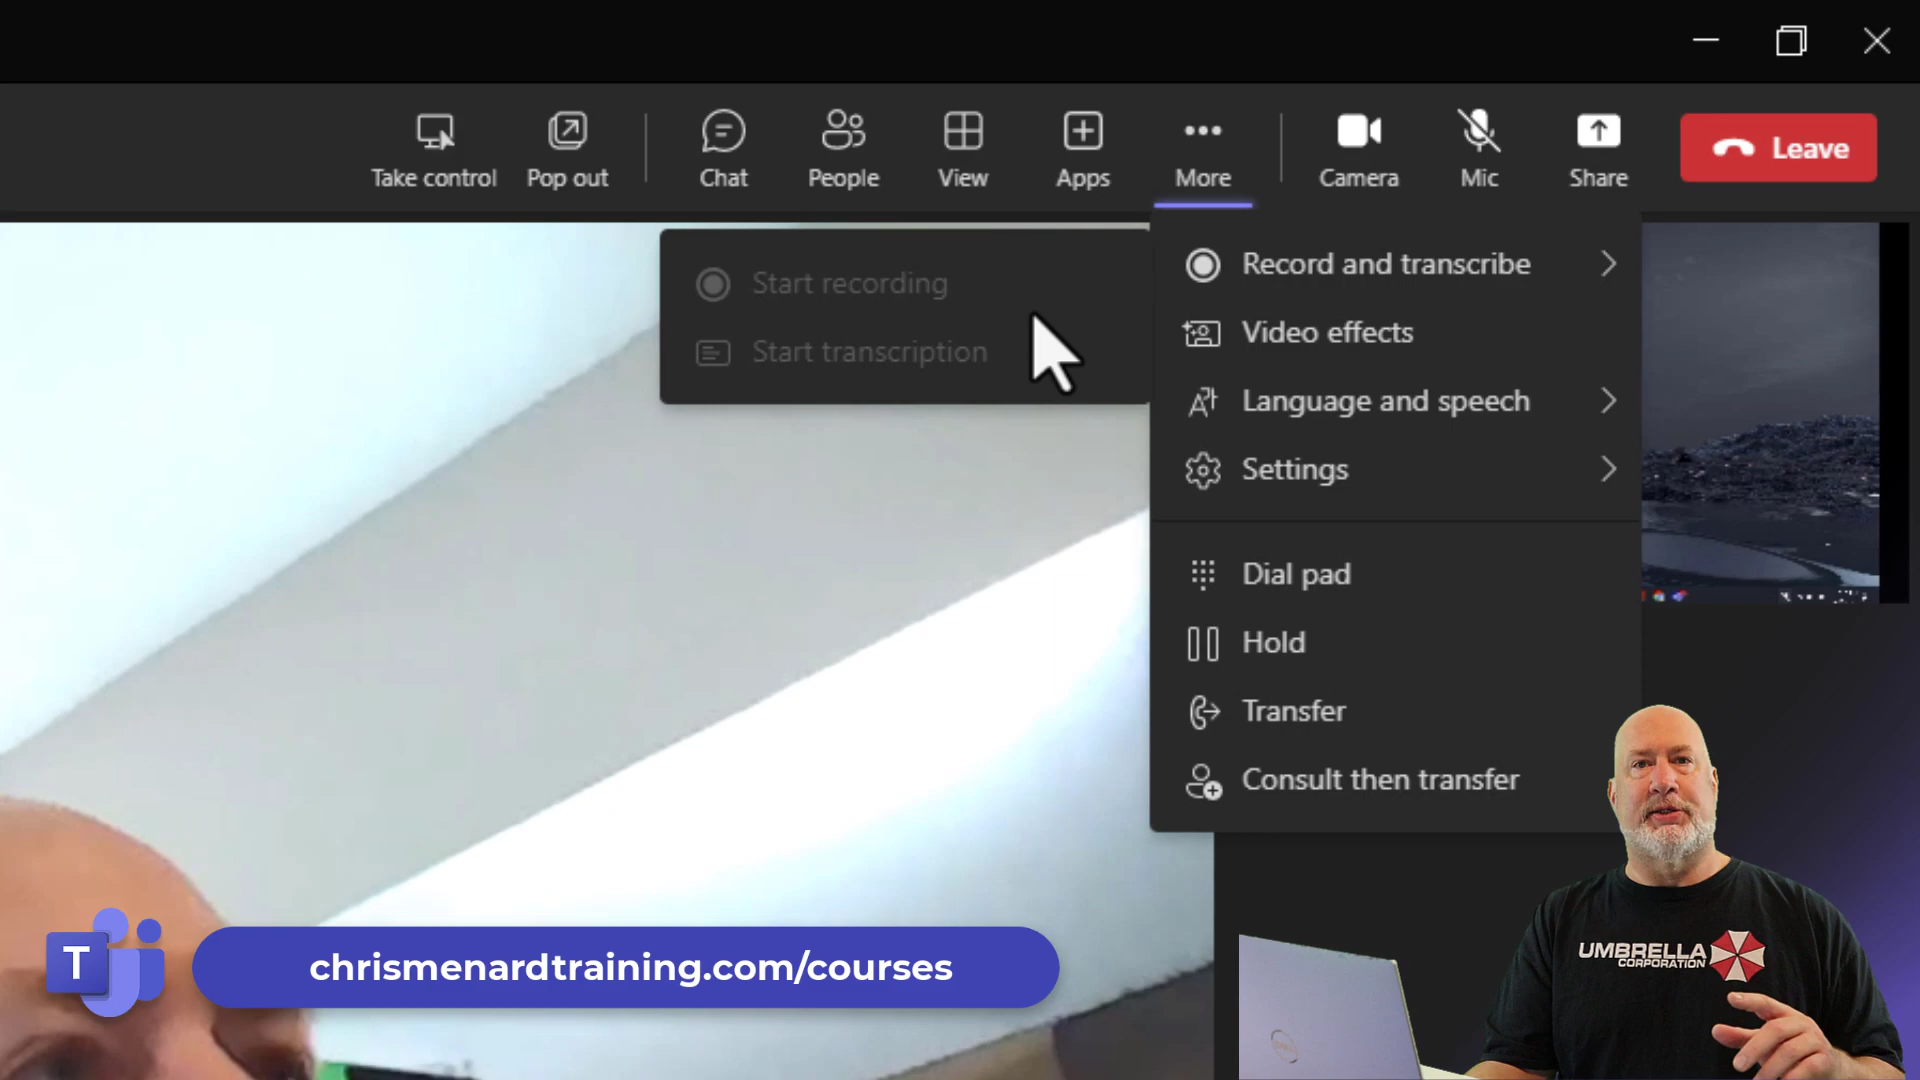 Take control
Pop out
Chat
People
View
Apps
More
Camera
Mic
Share
Leave
Start recording
Start transcription
Record and transcribe
Video effects
Language and speech
Settings
Dial pad
Hold
Transfer
Consult then transfer
T
chrismenardtraining.com/courses
UMBRELLA
CORPORATION
DELL